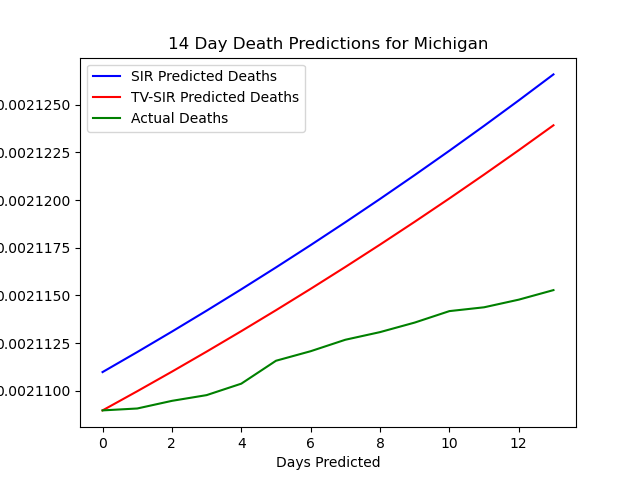 14 Day Death Predictions for Michigan
SIR Predicted Deaths
TV-SIR Predicted Deaths
Actual Deaths
0.0021250
0.0021225
0.0021200
0.0021175
0.0021150
0.0021125
0.0021100
0 2 4 6 8 10 12
Days Predicted